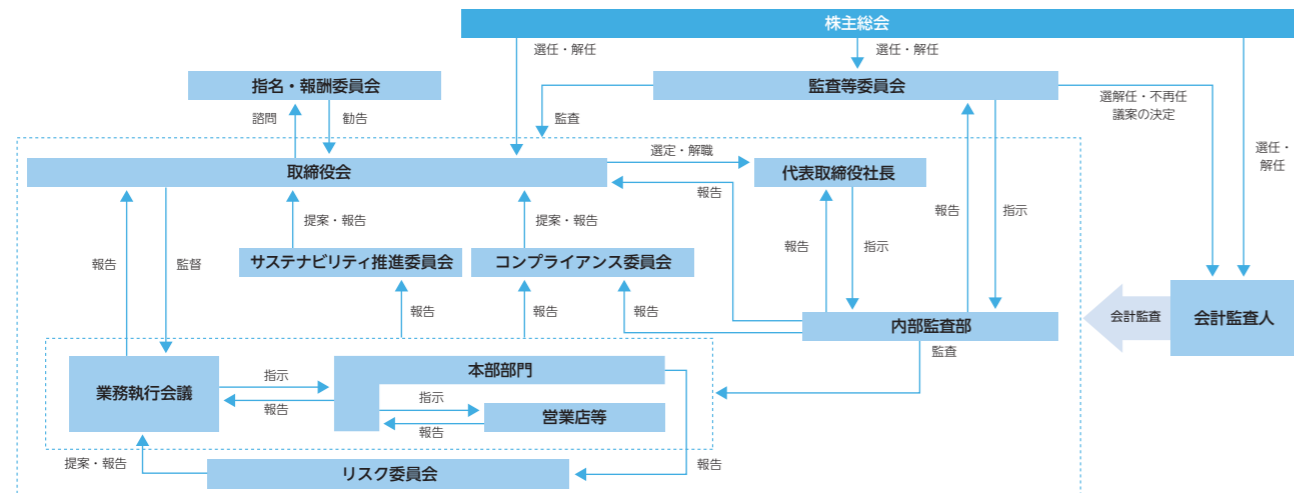 株主総会
選任・解任
選任・解任
指名・報酬委員会
監査等委員会
諮問
勧告
監査
選解任・不再任
議案の決定
選任・
解任
取締役会
選定・解職
代表取締役社長
報告
提案・報告
提案・報告
報告
指示
報告
監督
サステナビリティ推進委員会
コンプライアンス委員会
報告
指示
報告
報告
報告
内部監査部
会計監査
会計監査人
監査
業務執行会議
指示
報告
本部部門
指示
報告
営業店等
提案・報告
リスク委員会
報告